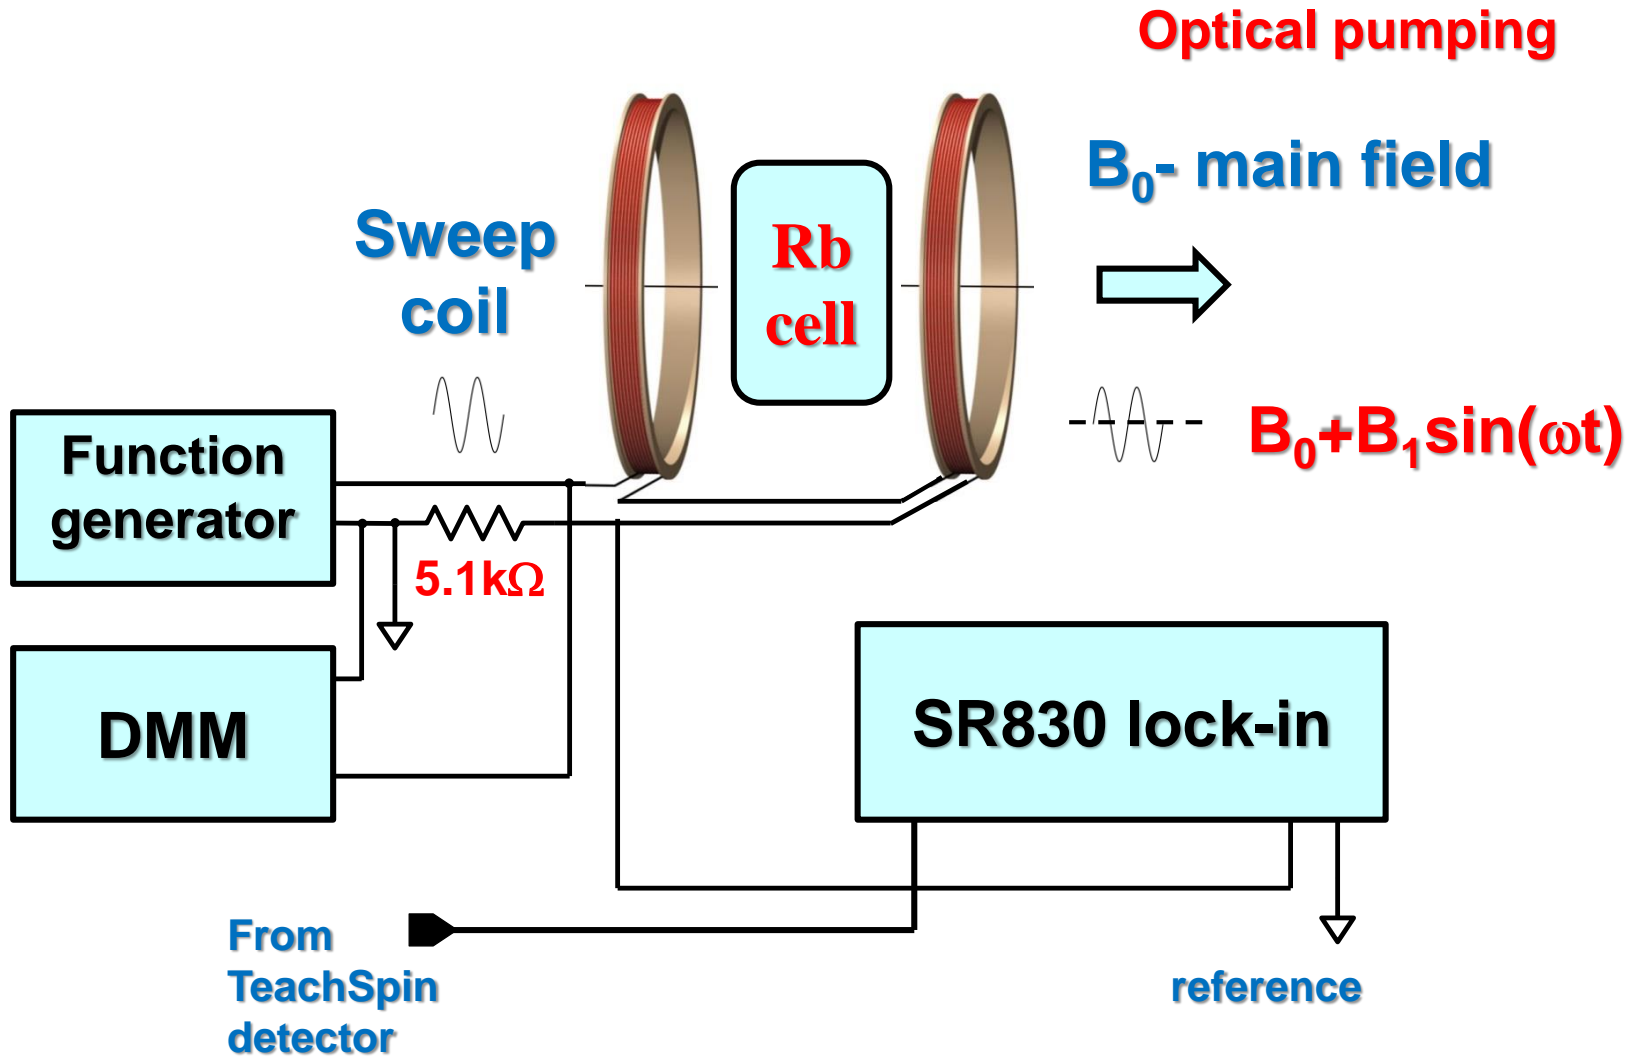 Optical pumping
B₀- main field
Sweep
coil
Rb
cell
B₀+B₁sin(ωt)
Function
generator
5.1kΩ
DMM
SR830 lock-in
From
TeachSpin
detector
reference